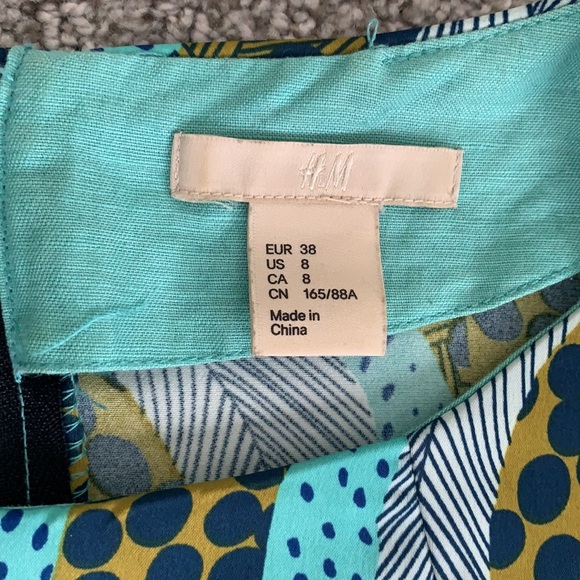 H&M
EUR 38
US 8
CA 8
CN 165/88A
Made in
China